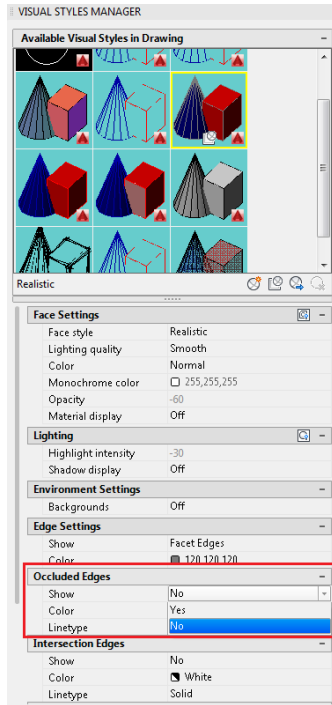 VISUAL STYLES MANAGER
Available Visual Styles in Drawing
Realistic
Face Settings
Face style Realistic
Lighting quality Smooth
Color Normal
Monochrome color 255,255,255
Opacity -60
Material display Off
Lighting
Highlight intensity -30
Shadow display Off
Environment Settings
Backgrounds Off
Edge Settings
Show Facet Edges
Color 120,120,120
Occluded Edges
Show No
Color Yes
Linetype No
Intersection Edges
Show No
Color White
Linetype Solid